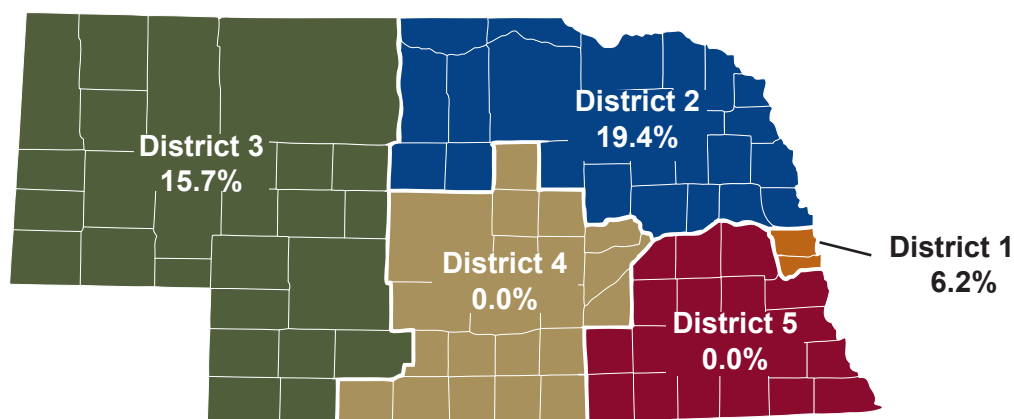 District 2
19.4%
District 3
15.7%
District 1
6.2%
District 4
0.0%
District 5
0.0%